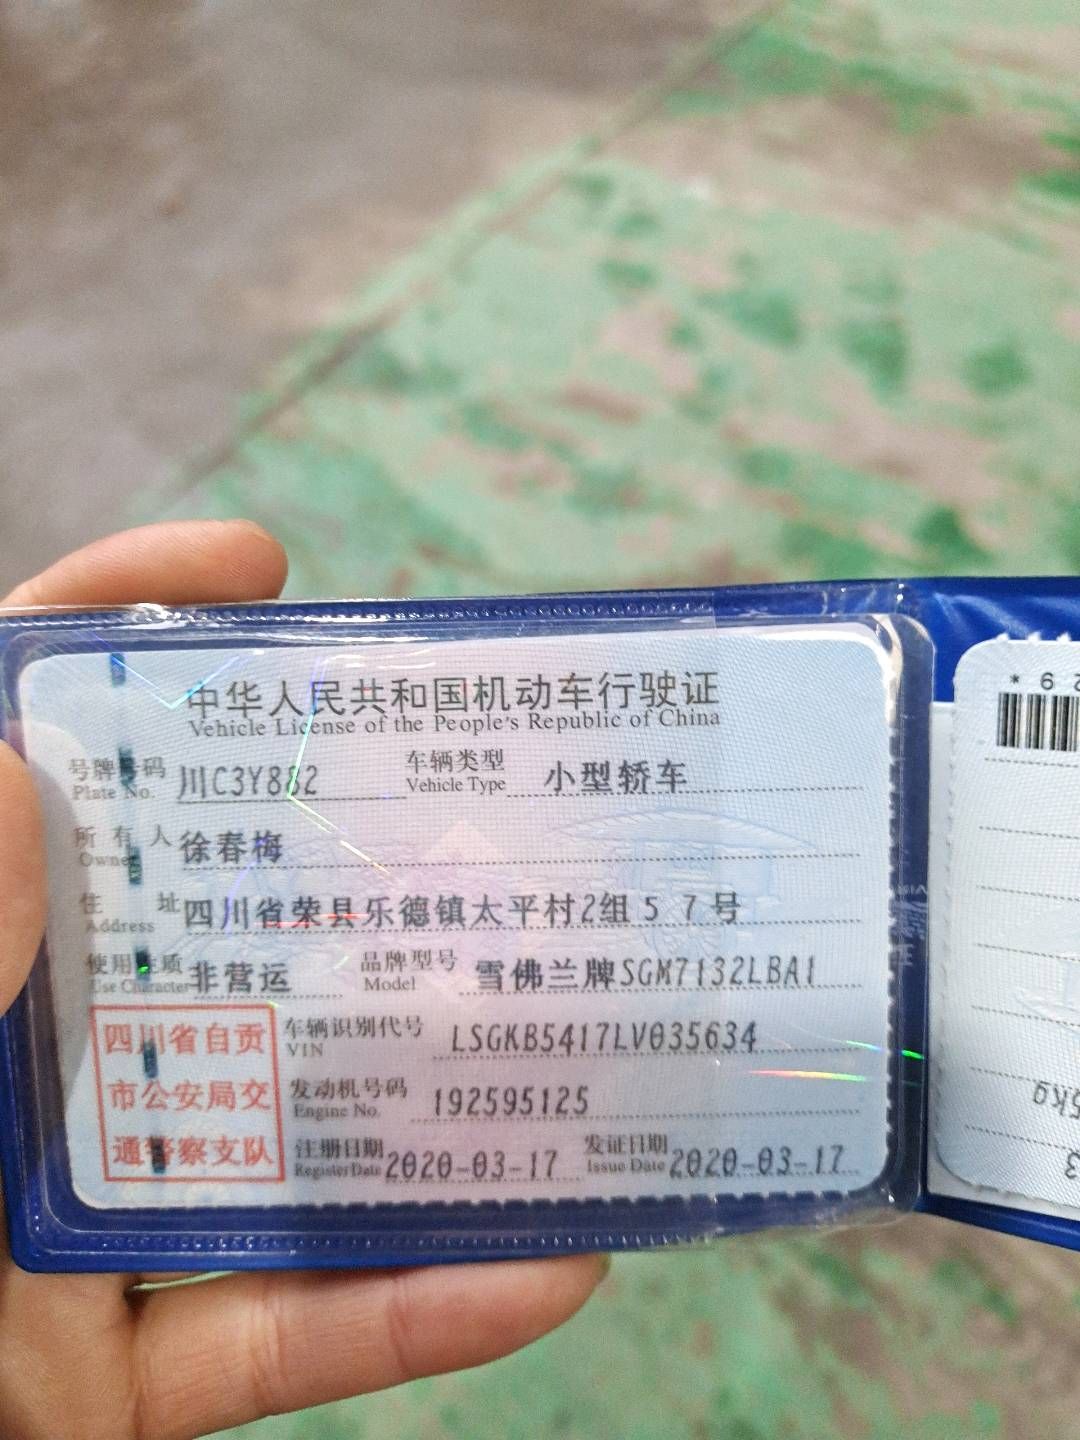 中华人民共和国机动车行驶证
Vehicle License of the People's Republic of China
号牌号码 川C3Y882 车辆类型 小型轿车
Plate No. Vehicle Type
所有人 徐春梅
Owner
住址 四川省荣县乐德镇太平村2组57号
Address
使用性质 非营运 品牌型号 雪佛兰牌SGM7132LBA1
Use Character Model
四川省自贡
市公安局交
通警察支队
车辆识别代号 LSGKB5417LV035634
VIN
发动机号码 192595125
Engine No.
注册日期 2020-03-17 发证日期 2020-03-17
Register Date Issue Date